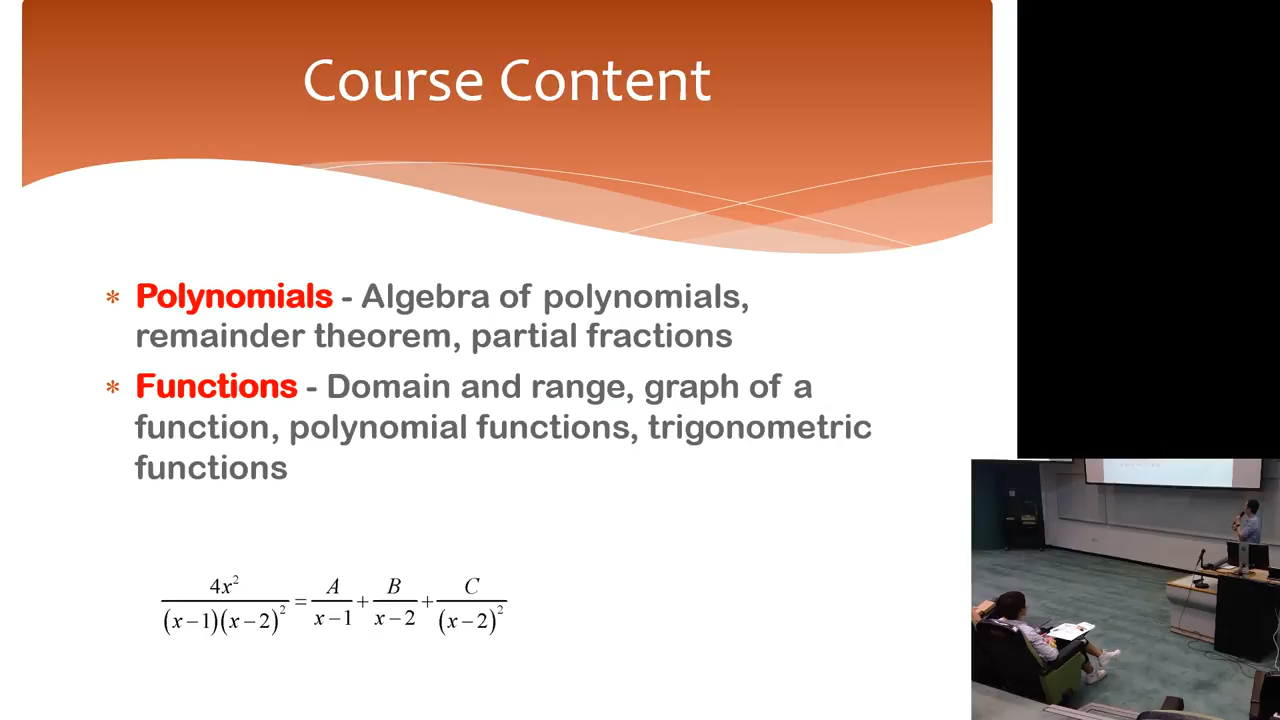 Course Content
* Polynomials - Algebra of polynomials,
remainder theorem, partial fractions
* Functions - Domain and range, graph of a
function, polynomial functions, trigonometric
functions
4x²/((x−1)(x−2)²) = A/(x−1) + B/(x−2) + C/(x−2)²